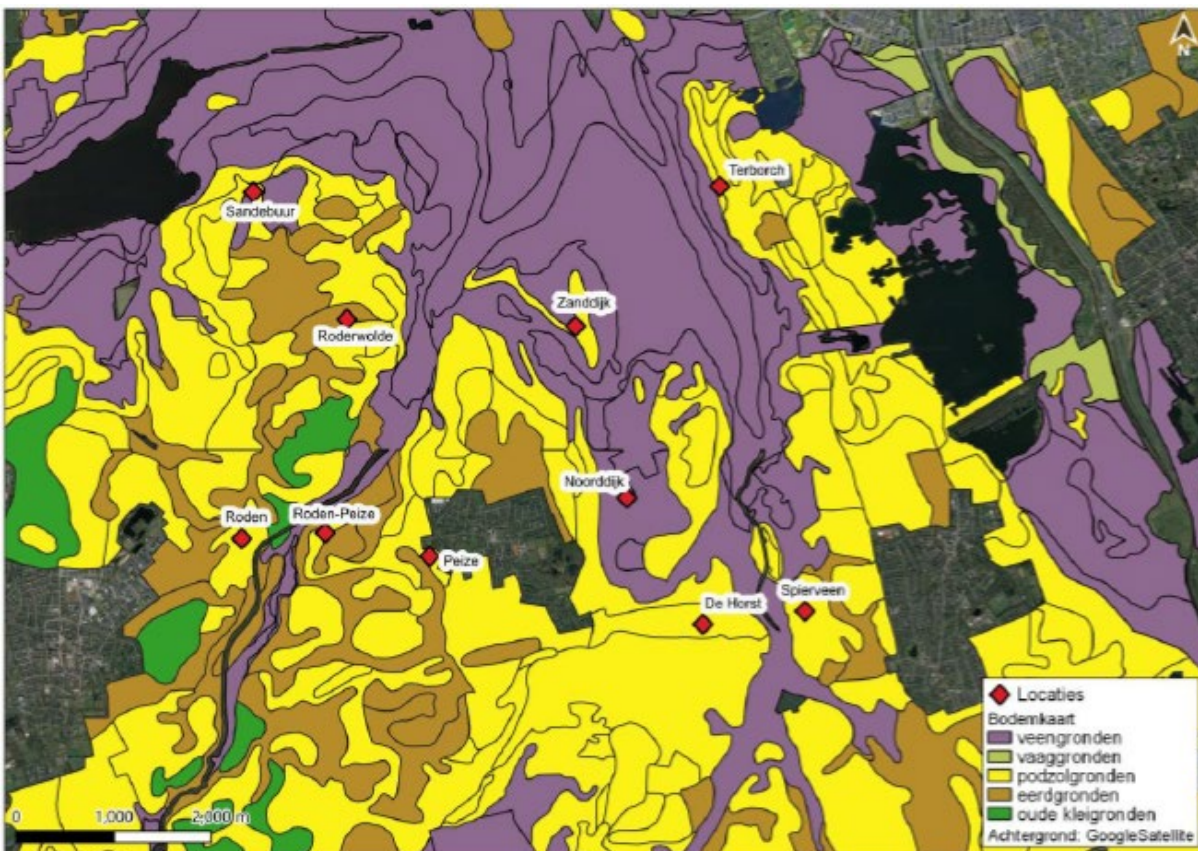 N
Terborch
Sandebuur
Zanddijk
Roderwolde
Noorddijk
Roden
Roden-Peize
Peize
De Horst
Spierveen
Locaties
Bodemkaart
veengronden
vaaggronden
podzolgronden
eerdgronden
oude kleigronden
Achtergrond: GoogleSatellite
0 1,000 2,000 m